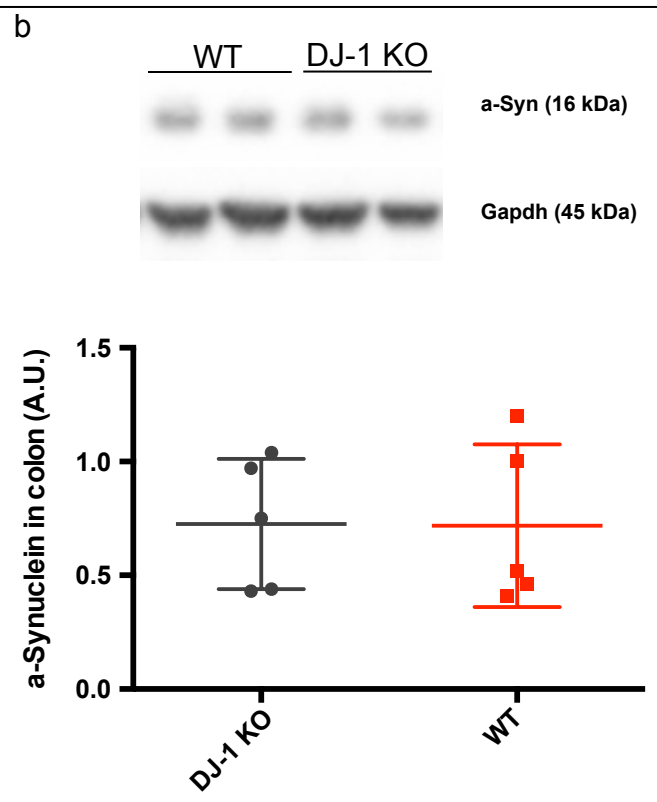 b
WT DJ-1 KO
a-Syn (16 kDa)
Gapdh (45 kDa)
a-Synuclein in colon (A.U.)
1.5
1.0
0.5
0.0
DJ-1 KO
WT